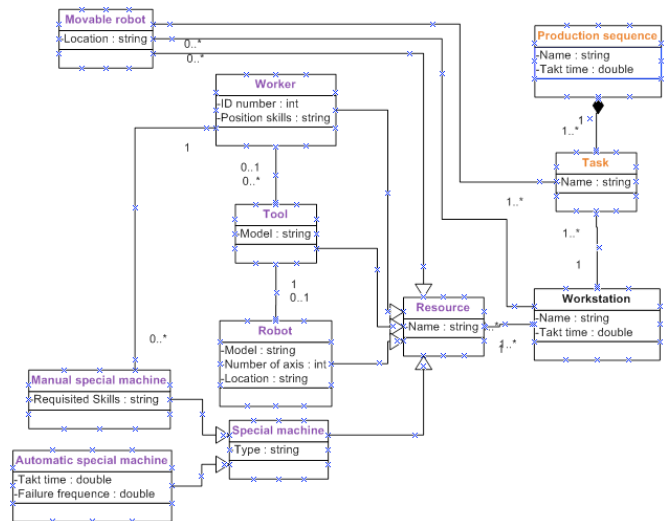 Movable robot
-Location : string
0..*
0..*
Production sequence
-Name : string
-Takt time : double
1
1..*
Worker
-ID number : int
-Position skills : string
1
0..1
0..*
Task
-Name : string
1..*
1..*
1
Tool
-Model : string
1
0..1
Resource
-Name : string
..*
1..*
1
Workstation
-Name : string
-Takt time : double
Robot
-Model : string
-Number of axis : int
-Location : string
0..*
Manual special machine
-Requisited Skills : string
Special machine
-Type : string
Automatic special machine
-Takt time : double
-Failure frequence : double